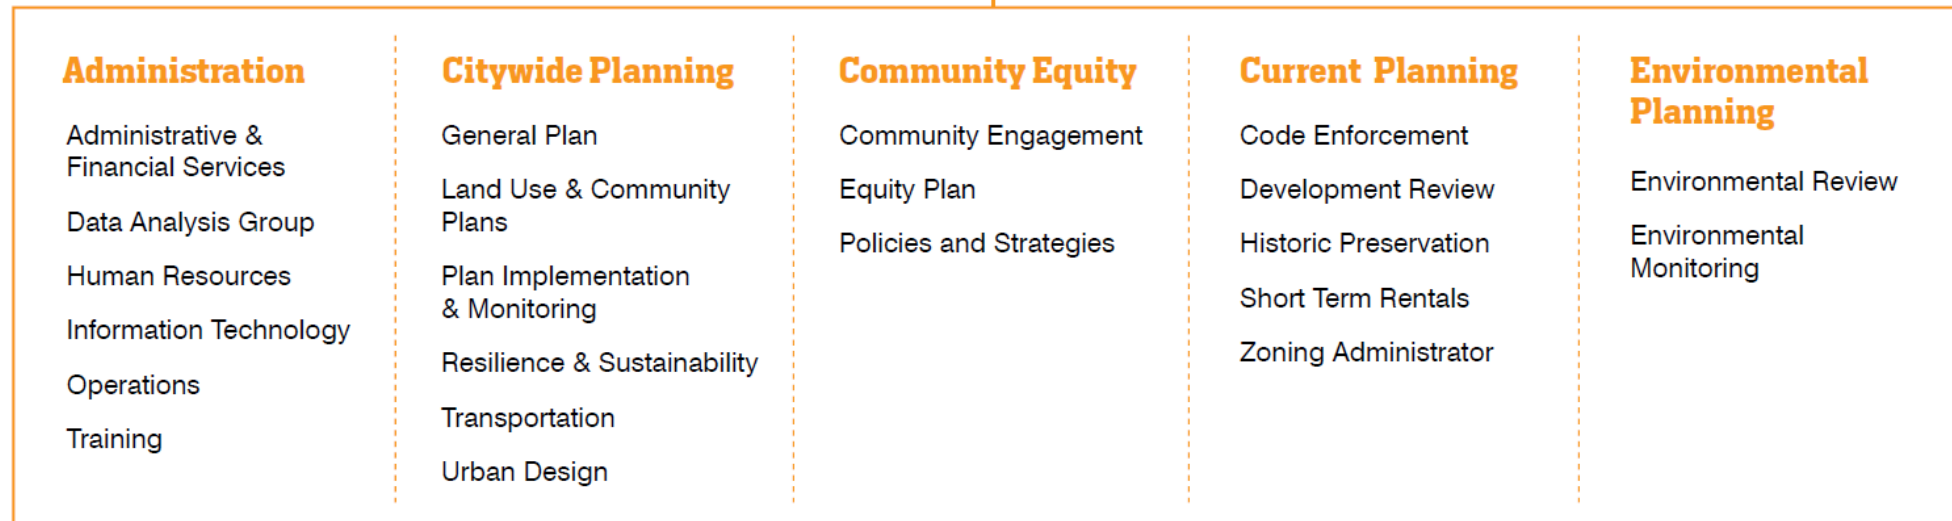 Administration
Administrative &
Financial Services
Data Analysis Group
Human Resources
Information Technology
Operations
Training
Citywide Planning
General Plan
Land Use & Community
Plans
Plan Implementation
& Monitoring
Resilience & Sustainability
Transportation
Urban Design
Community Equity
Community Engagement
Equity Plan
Policies and Strategies
Current Planning
Code Enforcement
Development Review
Historic Preservation
Short Term Rentals
Zoning Administrator
Environmental
Planning
Environmental Review
Environmental
Monitoring